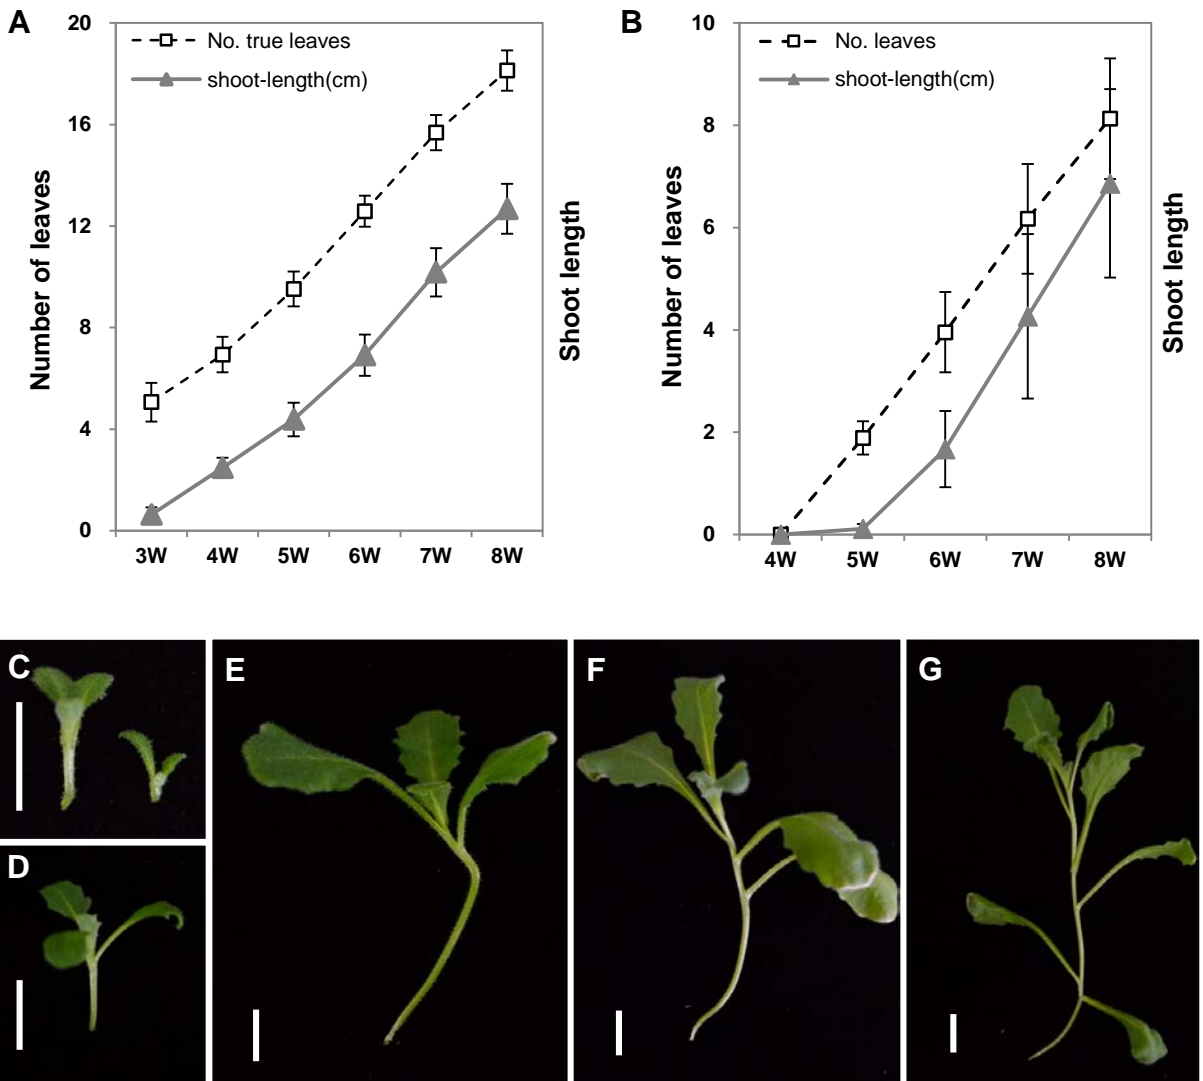 A
20
16
12
8
4
0
Number of leaves
No. true leaves
shoot-length(cm)
3W 4W 5W 6W 7W 8W
Shoot length
B
10
8
6
4
2
0
Number of leaves
No. leaves
shoot-length(cm)
4W 5W 6W 7W 8W
Shoot length
C
D
E
F
G